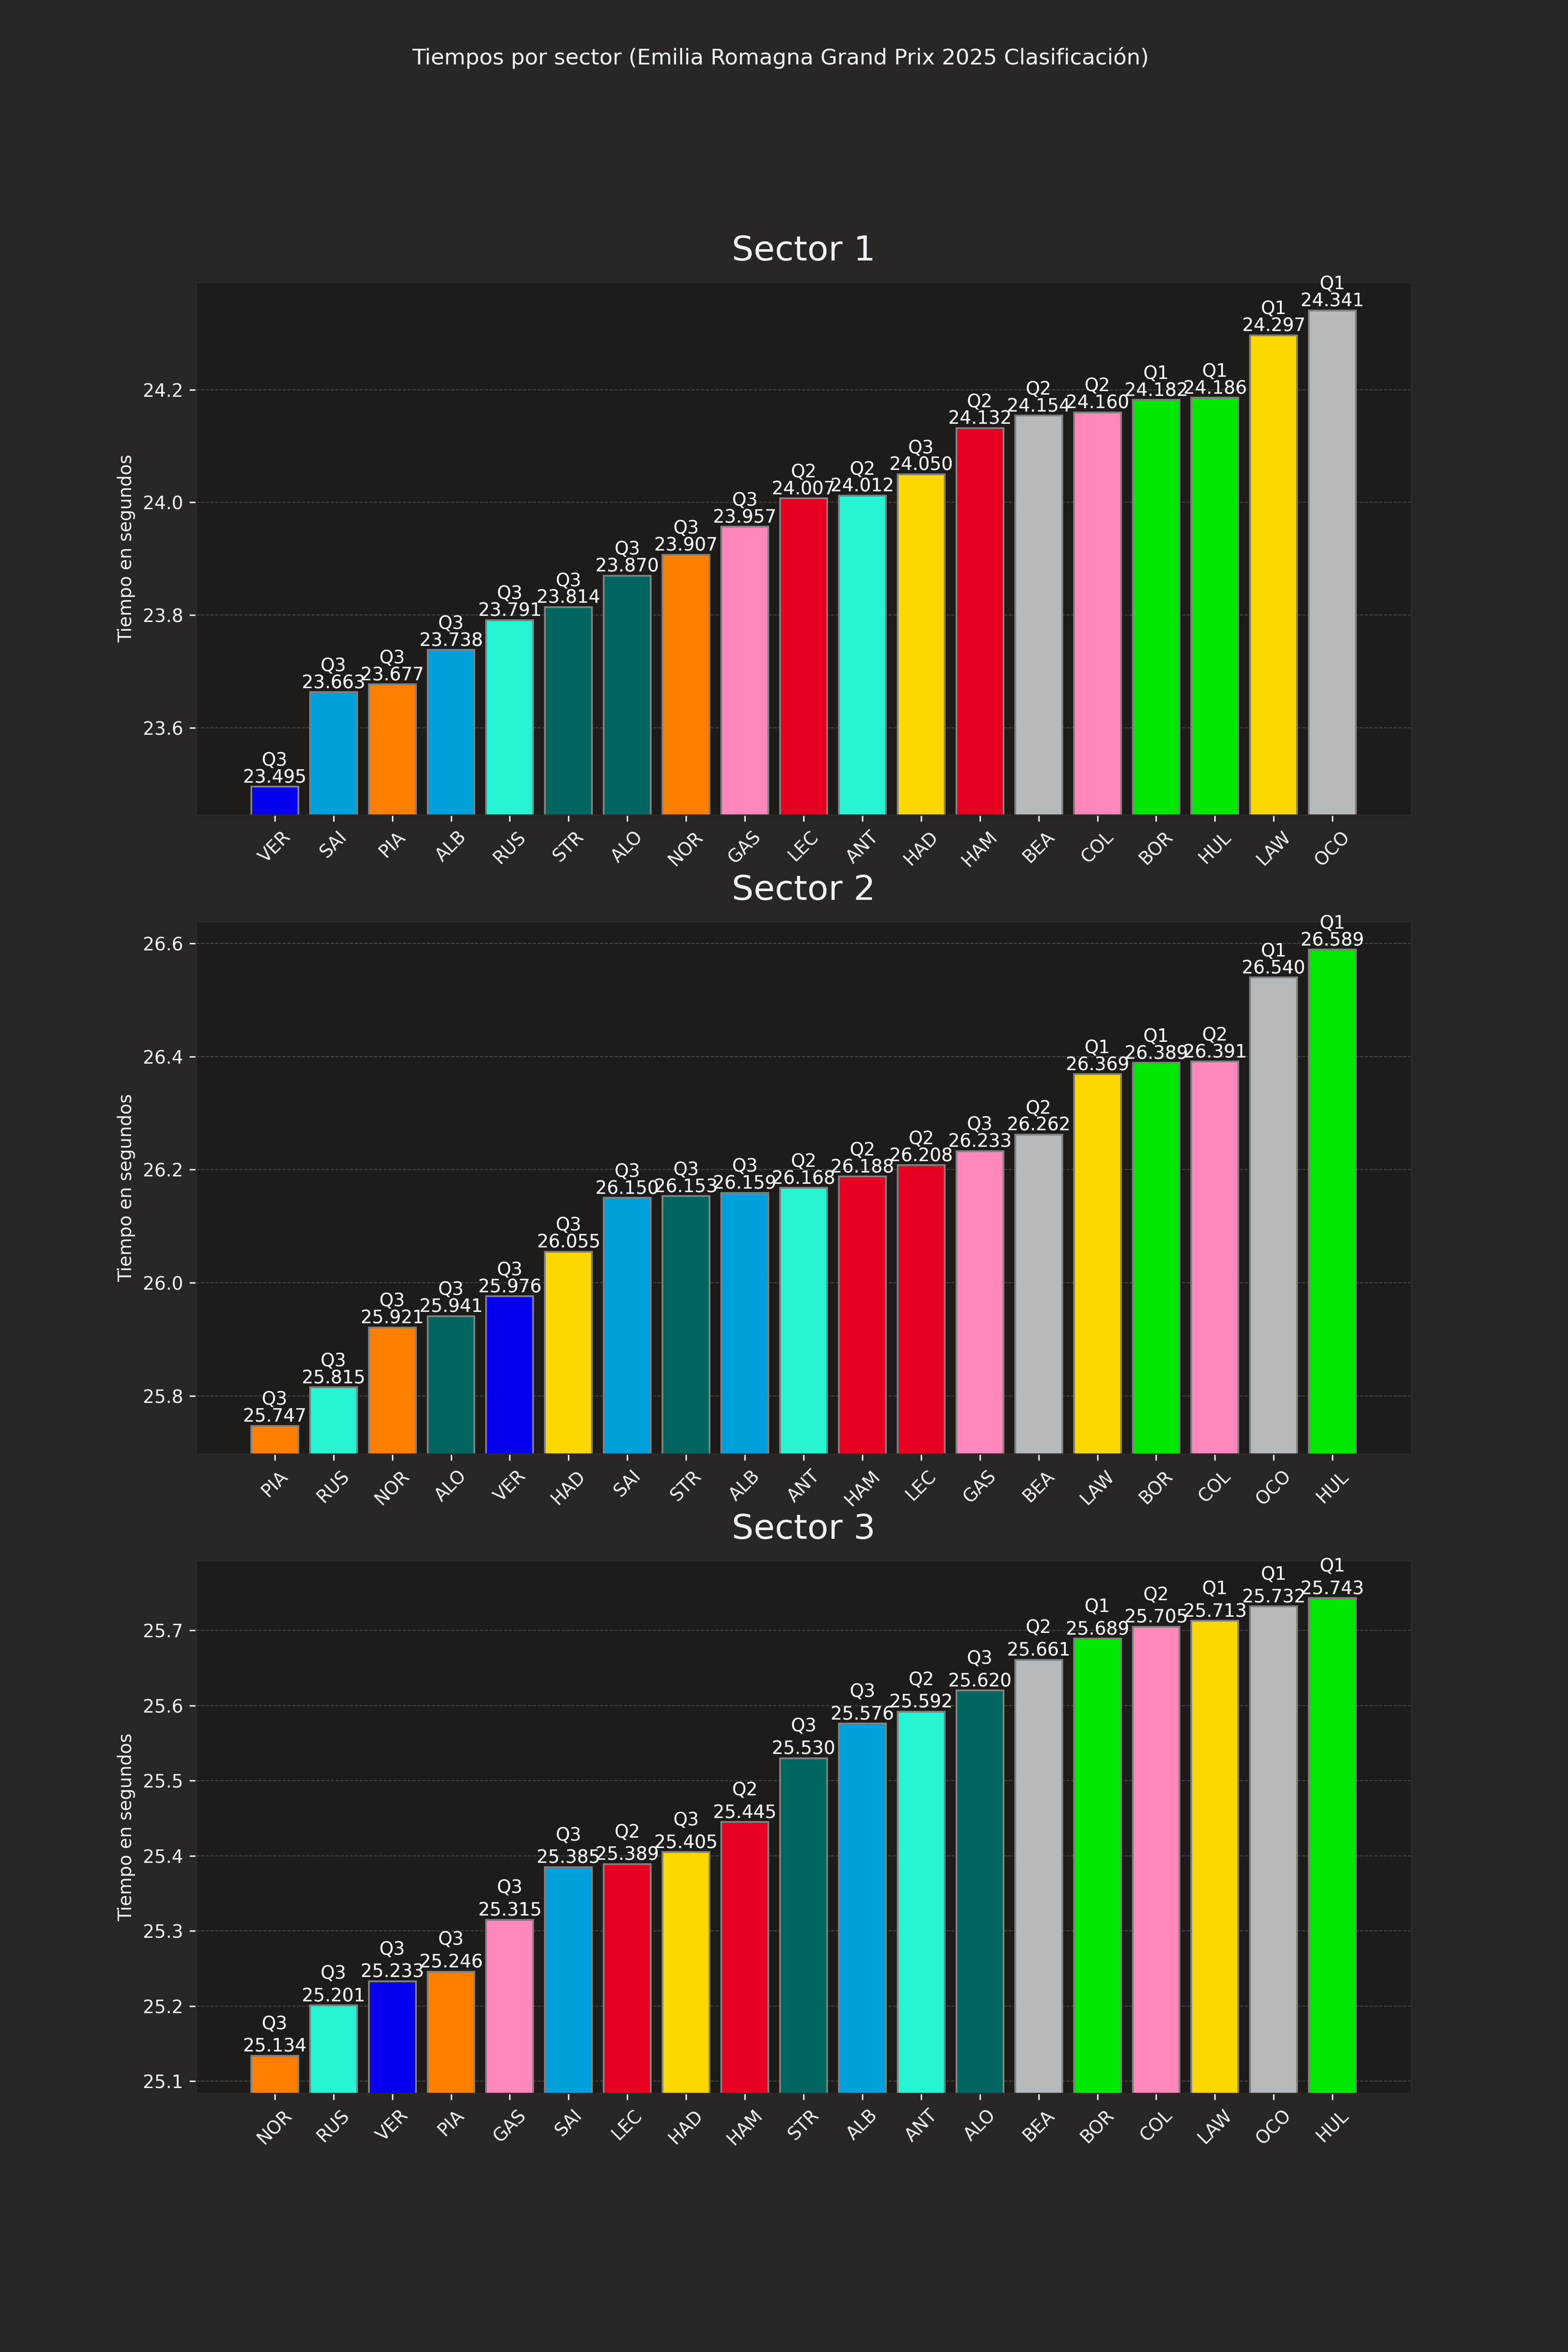 Tiempos por sector (Emilia Romagna Grand Prix 2025 Clasificación)
Sector 1
Tiempo en segundos
24.2
24.0
23.8
23.6
Q3 Q3 Q3 Q3 Q3 Q3 Q3 Q3 Q3 Q2 Q2 Q3 Q2 Q2 Q2 Q1 Q1 Q1 Q1
23.495 23.663 23.677 23.738 23.791 23.814 23.870 23.907 23.957 24.007 24.012 24.050 24.132 24.154 24.160 24.182 24.186 24.297 24.341
VER SAI PIA ALB RUS STR ALO NOR GAS LEC ANT HAD HAM BEA COL BOR HUL LAW OCO
Sector 2
Tiempo en segundos
26.6
26.4
26.2
26.0
25.8
Q3 Q3 Q3 Q3 Q3 Q3 Q3 Q3 Q3 Q2 Q2 Q2 Q3 Q2 Q1 Q1 Q2 Q1 Q1
25.747 25.815 25.921 25.941 25.976 26.055 26.150 26.153 26.159 26.168 26.188 26.208 26.233 26.262 26.369 26.389 26.391 26.540 26.589
PIA RUS NOR ALO VER HAD SAI STR ALB ANT HAM LEC GAS BEA LAW BOR COL OCO HUL
Sector 3
Tiempo en segundos
25.7
25.6
25.5
25.4
25.3
25.2
25.1
Q3 Q3 Q3 Q3 Q3 Q3 Q2 Q3 Q2 Q3 Q3 Q2 Q3 Q2 Q1 Q2 Q1 Q1 Q1
25.134 25.201 25.233 25.246 25.315 25.385 25.389 25.405 25.445 25.530 25.576 25.592 25.620 25.661 25.689 25.705 25.713 25.732 25.743
NOR RUS VER PIA GAS SAI LEC HAD HAM STR ALB ANT ALO BEA BOR COL LAW OCO HUL